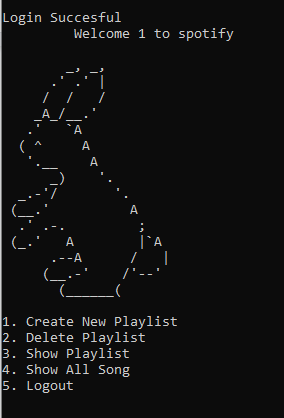 Login Succesful
Welcome 1 to spotify
1. Create New Playlist
2. Delete Playlist
3. Show Playlist
4. Show All Song
5. Logout